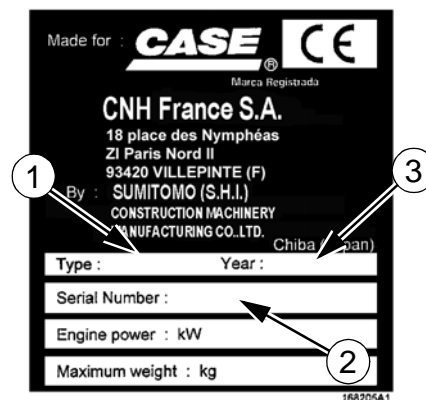 Made for : CASE ® CE
Marca Registrada
CNH France S.A.
18 place des Nymphéas
ZI Paris Nord II
93420 VILLEPINTE (F)
1
3
By : SUMITOMO (S.H.I.)
CONSTRUCTION MACHINERY
MANUFACTURING CO..LTD.
Chiba (Japan)
Type : Year :
Serial Number :
Engine power : kW
2
Maximum weight : kg
168205A1